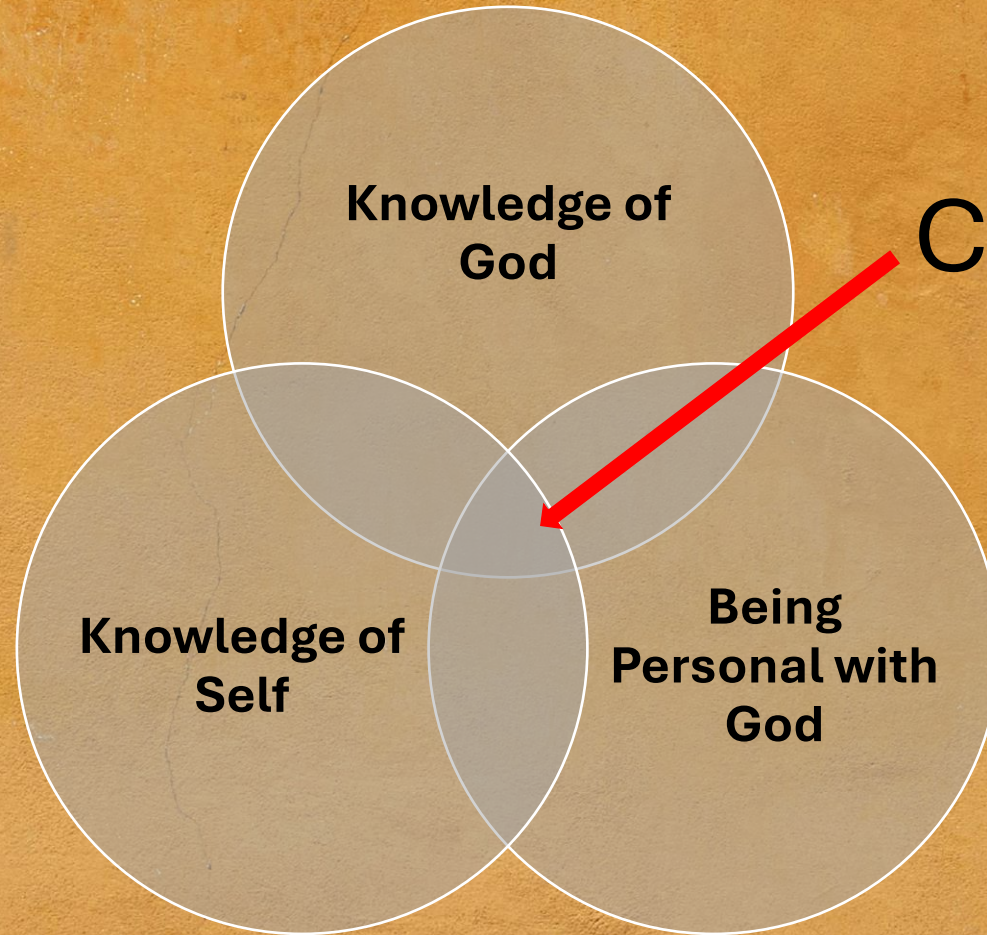 Knowledge of
God
C
Knowledge of
Self
Being
Personal with
God